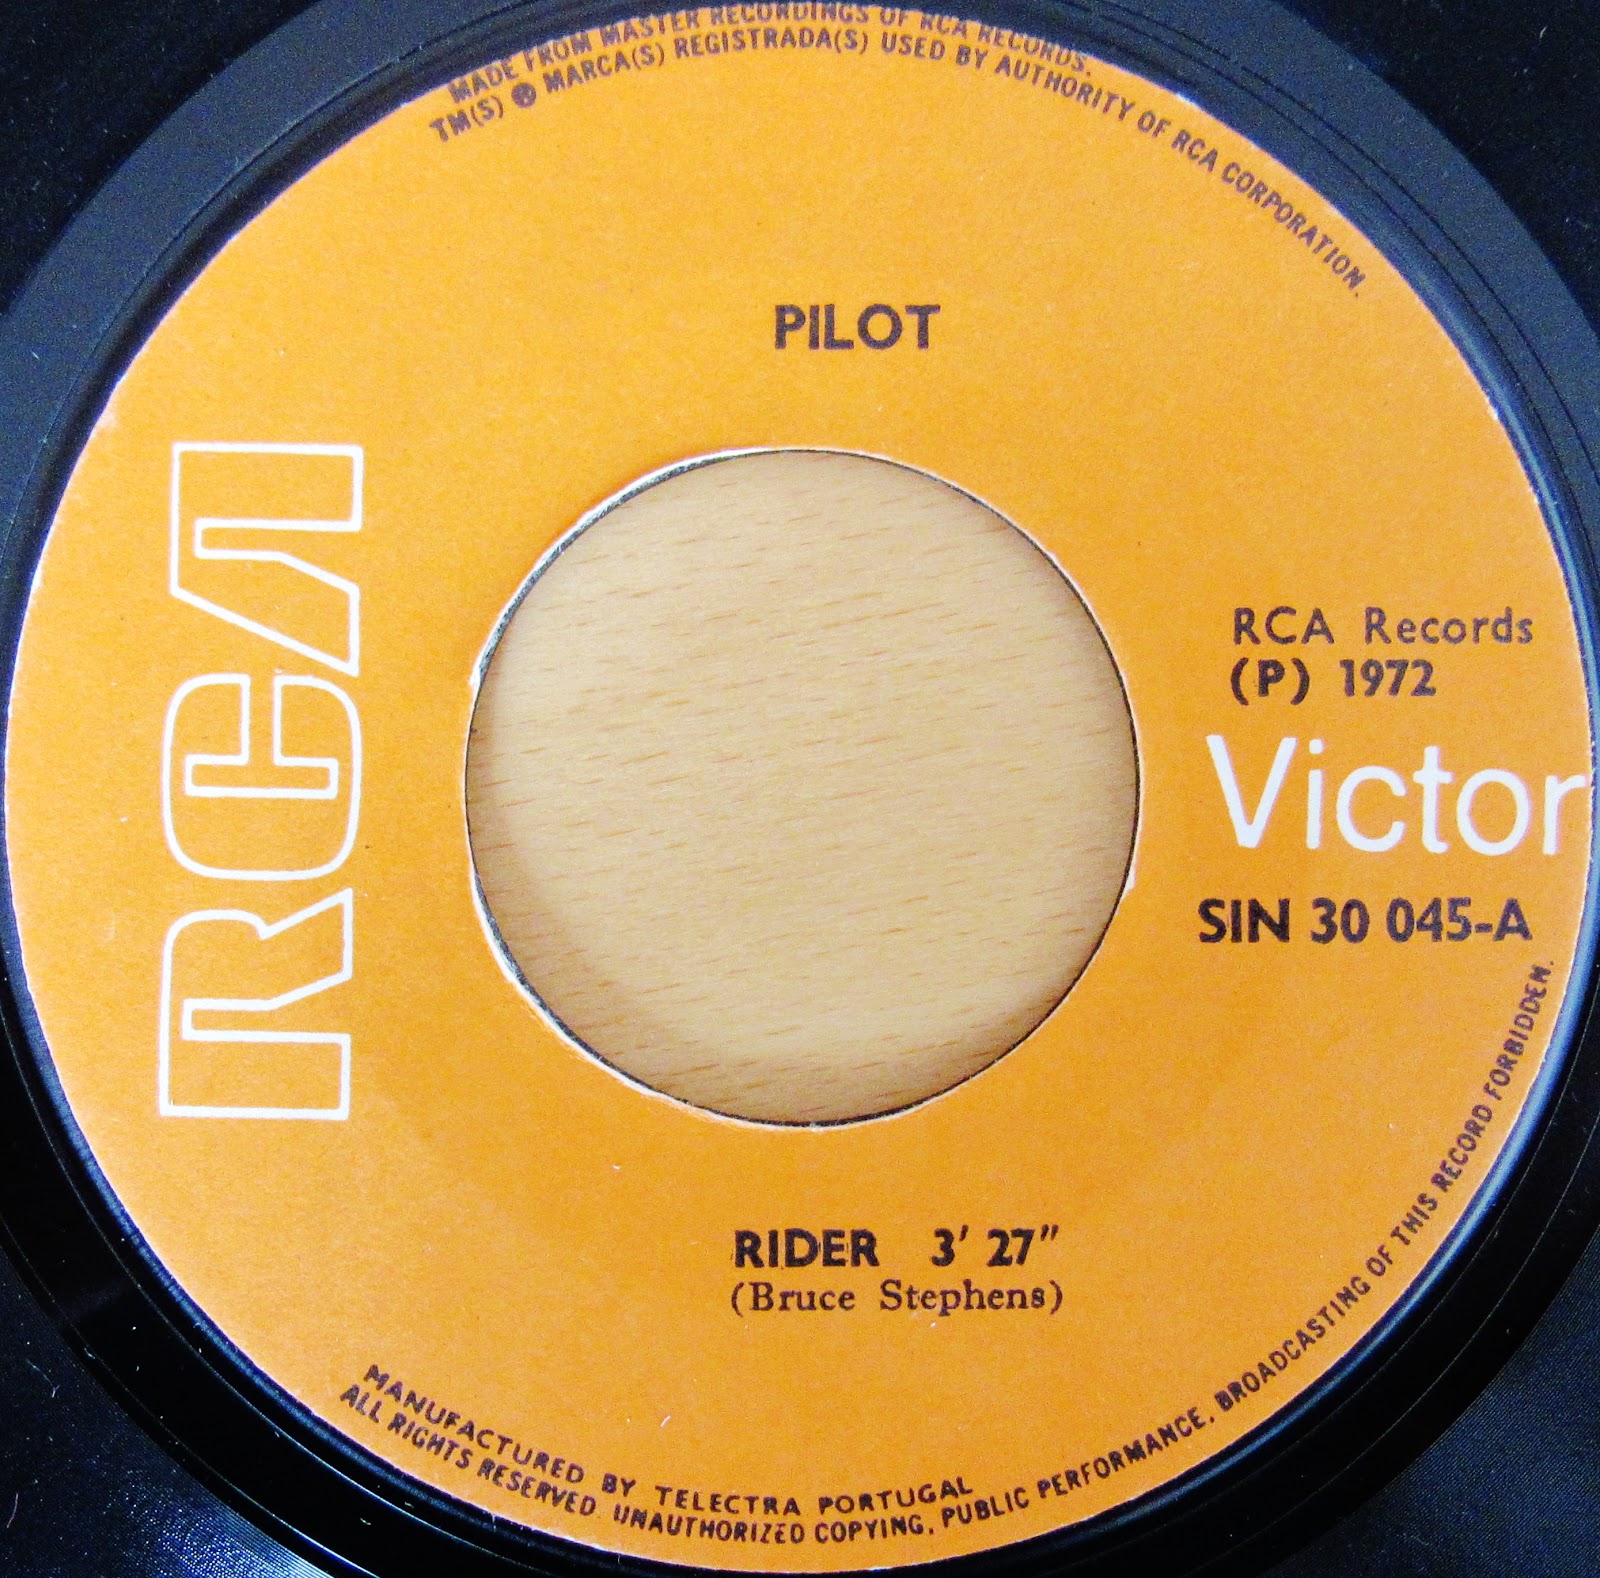 MADE FROM MASTER RECORDINGS OF RCA RECORDS.
TM(S) ® MARCA(S) REGISTRADA(S) USED BY AUTHORITY OF RCA CORPORATION.
PILOT
RCA
RCA Records
(P) 1972
Victor
SIN 30 045-A
RIDER 3' 27"
(Bruce Stephens)
MANUFACTURED BY TELECTRA PORTUGAL
ALL RIGHTS RESERVED. UNAUTHORIZED COPYING, PUBLIC PERFORMANCE, BROADCASTING OF THIS RECORD FORBIDDEN.